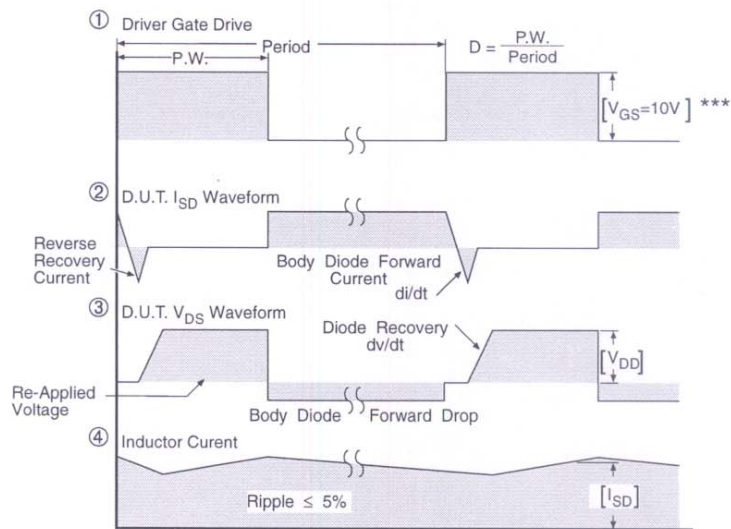 ① Driver Gate Drive
Period
P.W.
D = P.W. / Period
[VGS=10V] ***
② D.U.T. ISD Waveform
Reverse
Recovery
Current
Body Diode Forward
Current
di/dt
③ D.U.T. VDS Waveform
Diode Recovery
dv/dt
[VDD]
Re-Applied
Voltage
Body Diode Forward Drop
④ Inductor Curent
Ripple ≤ 5%
[ISD]